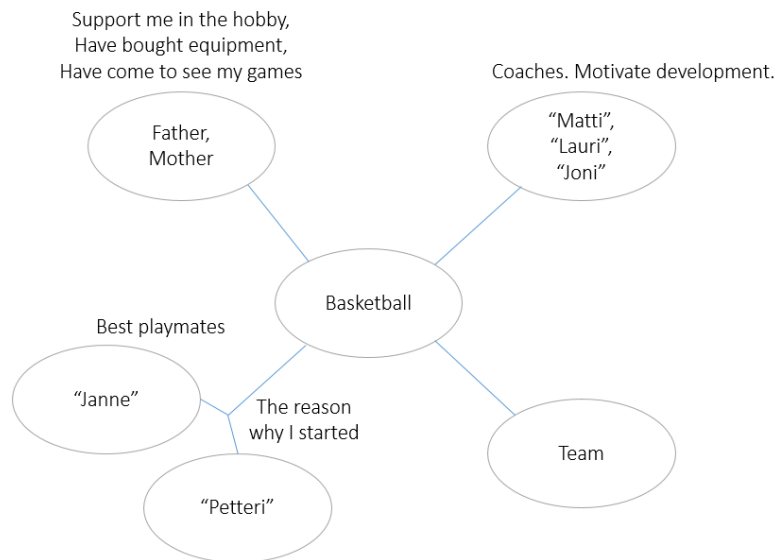 Support me in the hobby,
Have bought equipment,
Have come to see my games
Father,
Mother
Coaches. Motivate development.
“Matti”,
“Lauri”,
“Joni”
Basketball
Best playmates
“Janne”
The reason
why I started
“Petteri”
Team